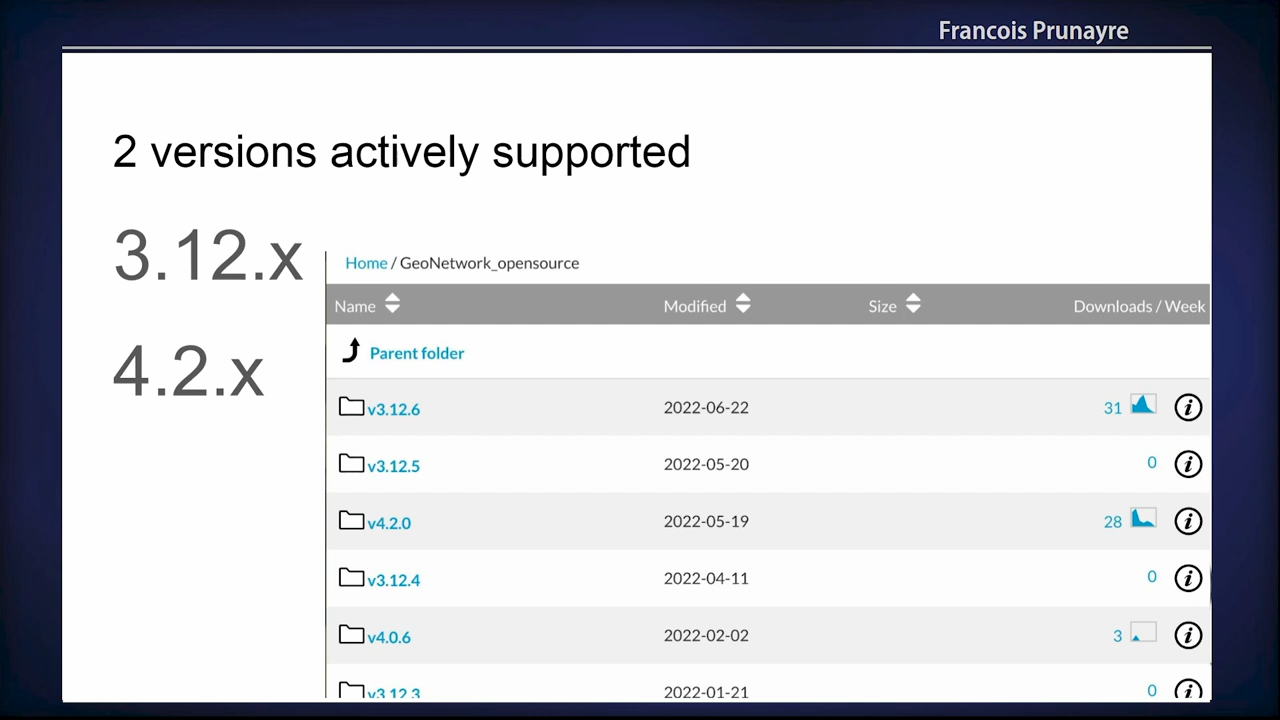 Francois Prunayre
2 versions actively supported
3.12.x
4.2.x
Home / GeoNetwork_opensource
Name Modified Size Downloads / Week
Parent folder
v3.12.6 2022-06-22 31
v3.12.5 2022-05-20 0
v4.2.0 2022-05-19 28
v3.12.4 2022-04-11 0
v4.0.6 2022-02-02 3
v3.12.3 2022-01-21 0